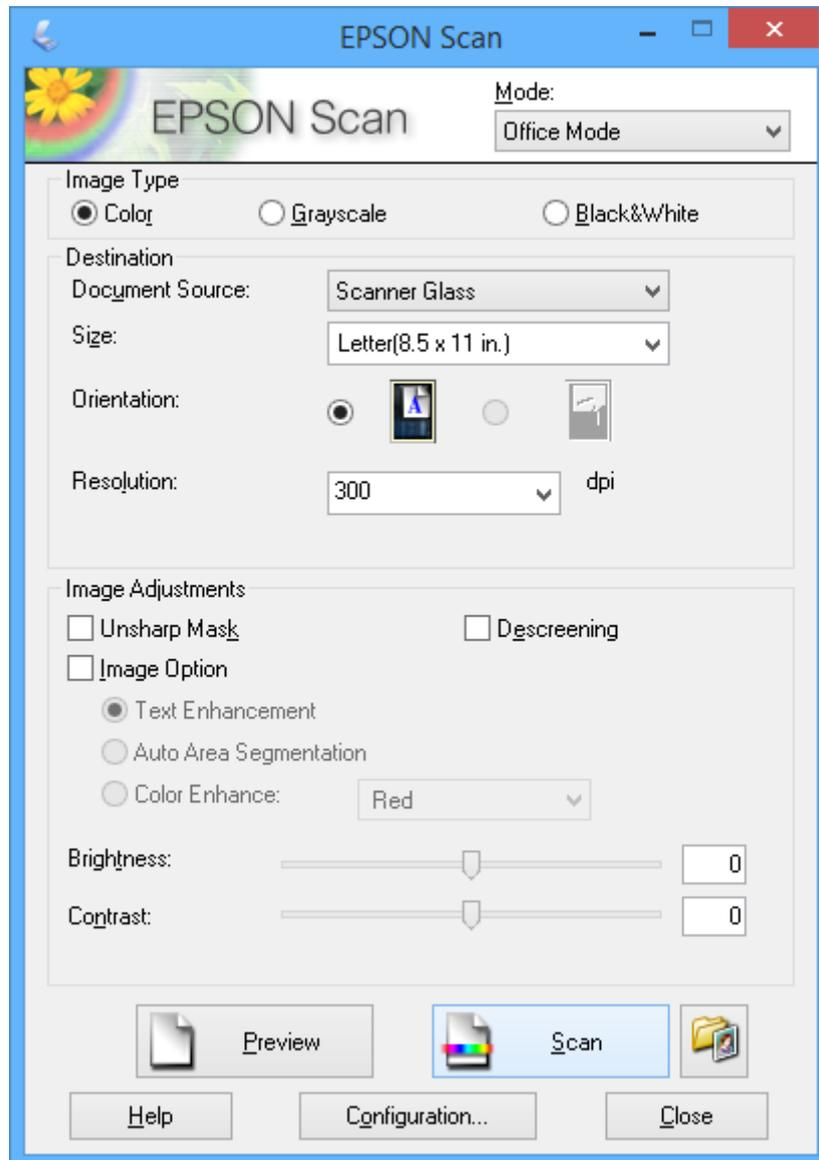 EPSON Scan
EPSON Scan
Mode:
Office Mode
Image Type
Color Grayscale Black&White
Destination
Document Source: Scanner Glass
Size: Letter(8.5 x 11 in.)
Orientation: A
Resolution: 300 dpi
Image Adjustments
Unsharp Mask Descreening
Image Option
Text Enhancement
Auto Area Segmentation
Color Enhance: Red
Brightness: 0
Contrast: 0
Preview Scan
Help Configuration... Close